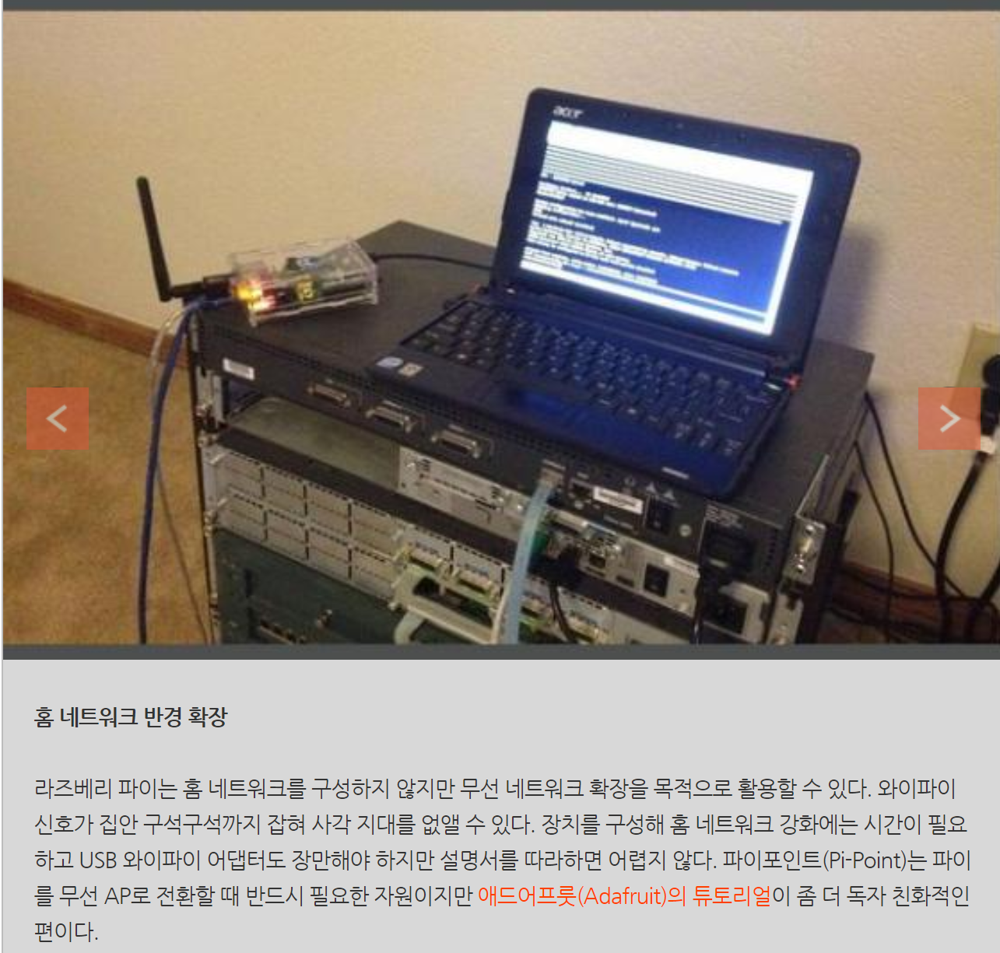 acer
홈 네트워크 반경 확장
라즈베리 파이는 홈 네트워크를 구성하지 않지만 무선 네트워크 확장을 목적으로 활용할 수 있다. 와이파이
신호가 집안 구석구석까지 잡혀 사각 지대를 없앨 수 있다. 장치를 구성해 홈 네트워크 강화에는 시간이 필요
하고 USB 와이파이 어댑터도 장만해야 하지만 설명서를 따라하면 어렵지 않다. 파이포인트(Pi-Point)는 파이
를 무선 AP로 전환할 때 반드시 필요한 자원이지만 애드어프룻(Adafruit)의 튜토리얼이 좀 더 독자 친화적인
편이다.